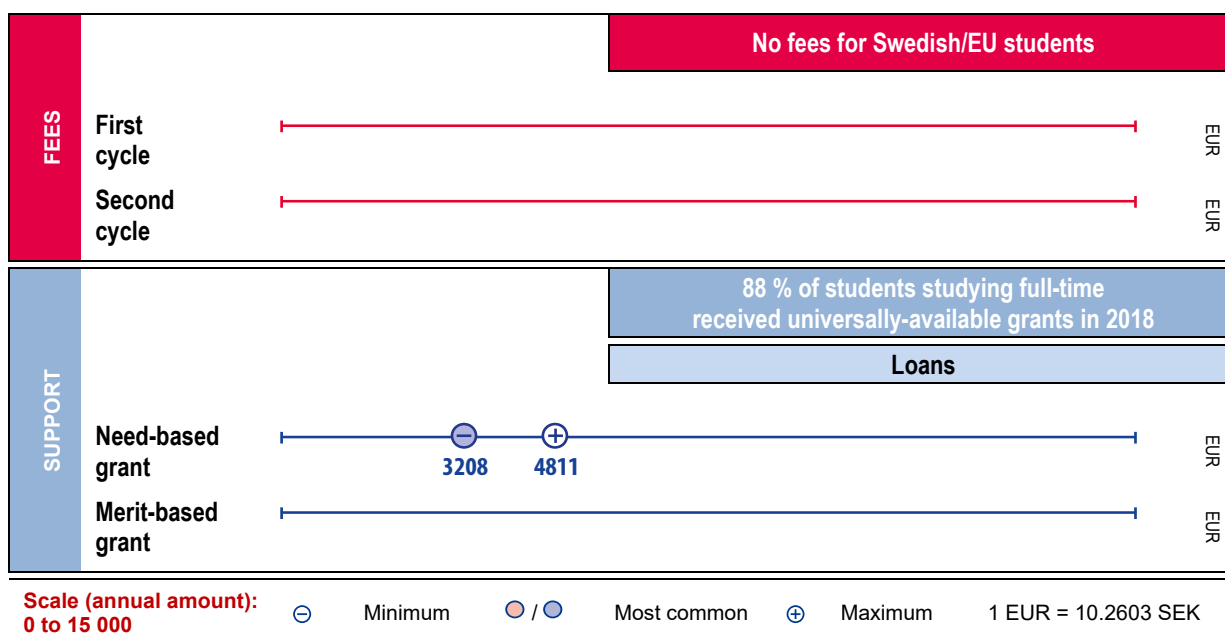 No fees for Swedish/EU students
FEES
First
cycle
EUR
Second
cycle
EUR
88 % of students studying full-time
received universally-available grants in 2018
Loans
SUPPORT
Need-based
grant
3208
4811
EUR
Merit-based
grant
EUR
Scale (annual amount):
0 to 15 000
Minimum
/
Most common
Maximum
1 EUR = 10.2603 SEK